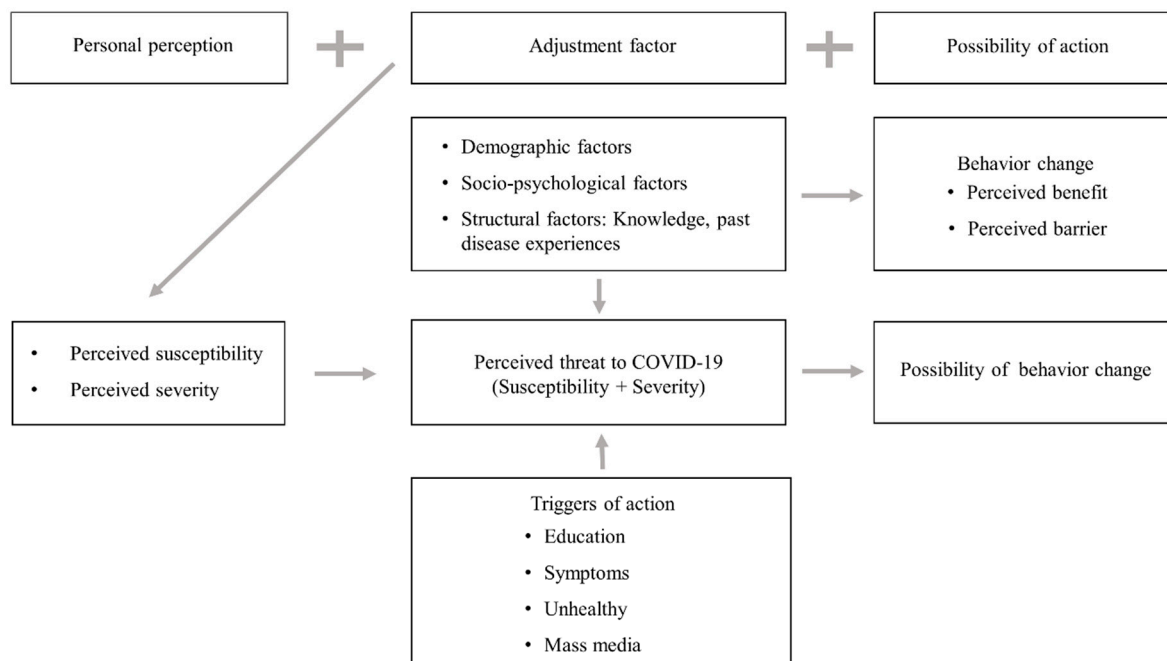 Personal perception
Adjustment factor
Possibility of action
• Demographic factors
• Socio-psychological factors
• Structural factors: Knowledge, past
disease experiences
Behavior change
• Perceived benefit
• Perceived barrier
• Perceived susceptibility
• Perceived severity
Perceived threat to COVID-19
(Susceptibility + Severity)
Possibility of behavior change
Triggers of action
• Education
• Symptoms
• Unhealthy
• Mass media